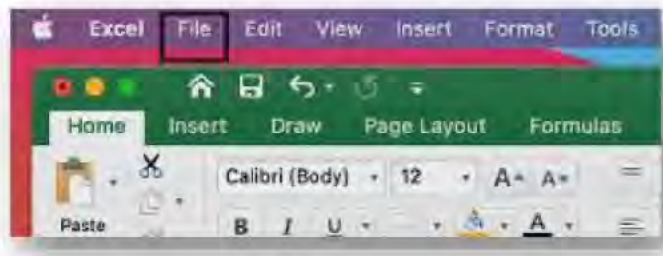 Excel File Edit View Insert Format Tools
Home Insert Draw Page Layout Formulas
Calibri (Body) 12 A A
Paste B I U A